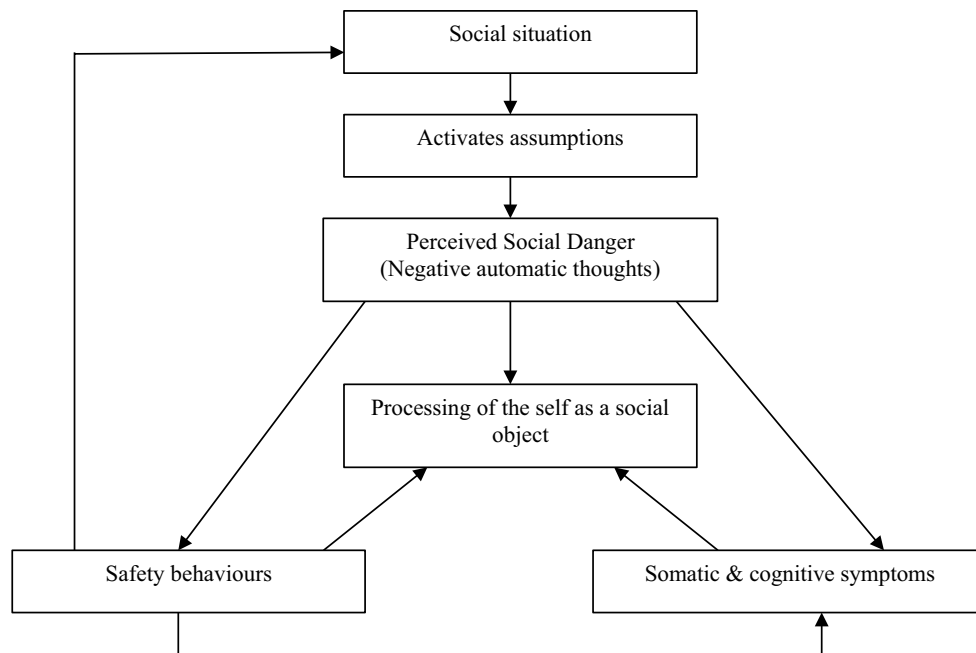 Social situation
Activates assumptions
Perceived Social Danger
(Negative automatic thoughts)
Processing of the self as a social
object
Safety behaviours
Somatic & cognitive symptoms